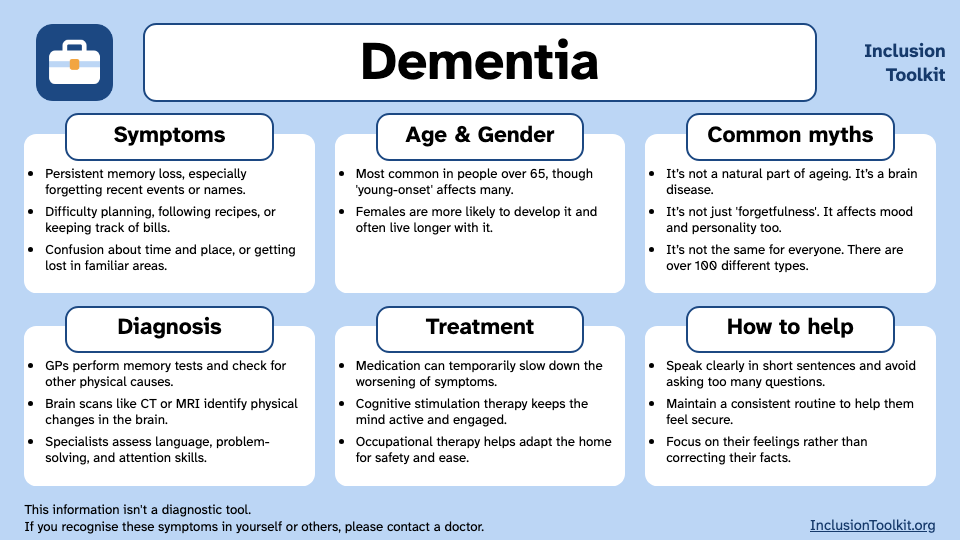 Dementia
Inclusion
Toolkit
Symptoms
• Persistent memory loss, especially
forgetting recent events or names.
• Difficulty planning, following recipes, or
keeping track of bills.
• Confusion about time and place, or getting
lost in familiar areas.
Age & Gender
• Most common in people over 65, though
'young-onset' affects many.
• Females are more likely to develop it and
often live longer with it.
Common myths
• It's not a natural part of ageing. It's a brain
disease.
• It's not just 'forgetfulness'. It affects mood
and personality too.
• It's not the same for everyone. There are
over 100 different types.
Diagnosis
• GPs perform memory tests and check for
other physical causes.
• Brain scans like CT or MRI identify physical
changes in the brain.
• Specialists assess language, problem-
solving, and attention skills.
Treatment
• Medication can temporarily slow down the
worsening of symptoms.
• Cognitive stimulation therapy keeps the
mind active and engaged.
• Occupational therapy helps adapt the home
for safety and ease.
How to help
• Speak clearly in short sentences and avoid
asking too many questions.
• Maintain a consistent routine to help them
feel secure.
• Focus on their feelings rather than
correcting their facts.
This information isn't a diagnostic tool.
If you recognise these symptoms in yourself or others, please contact a doctor.
InclusionToolkit.org